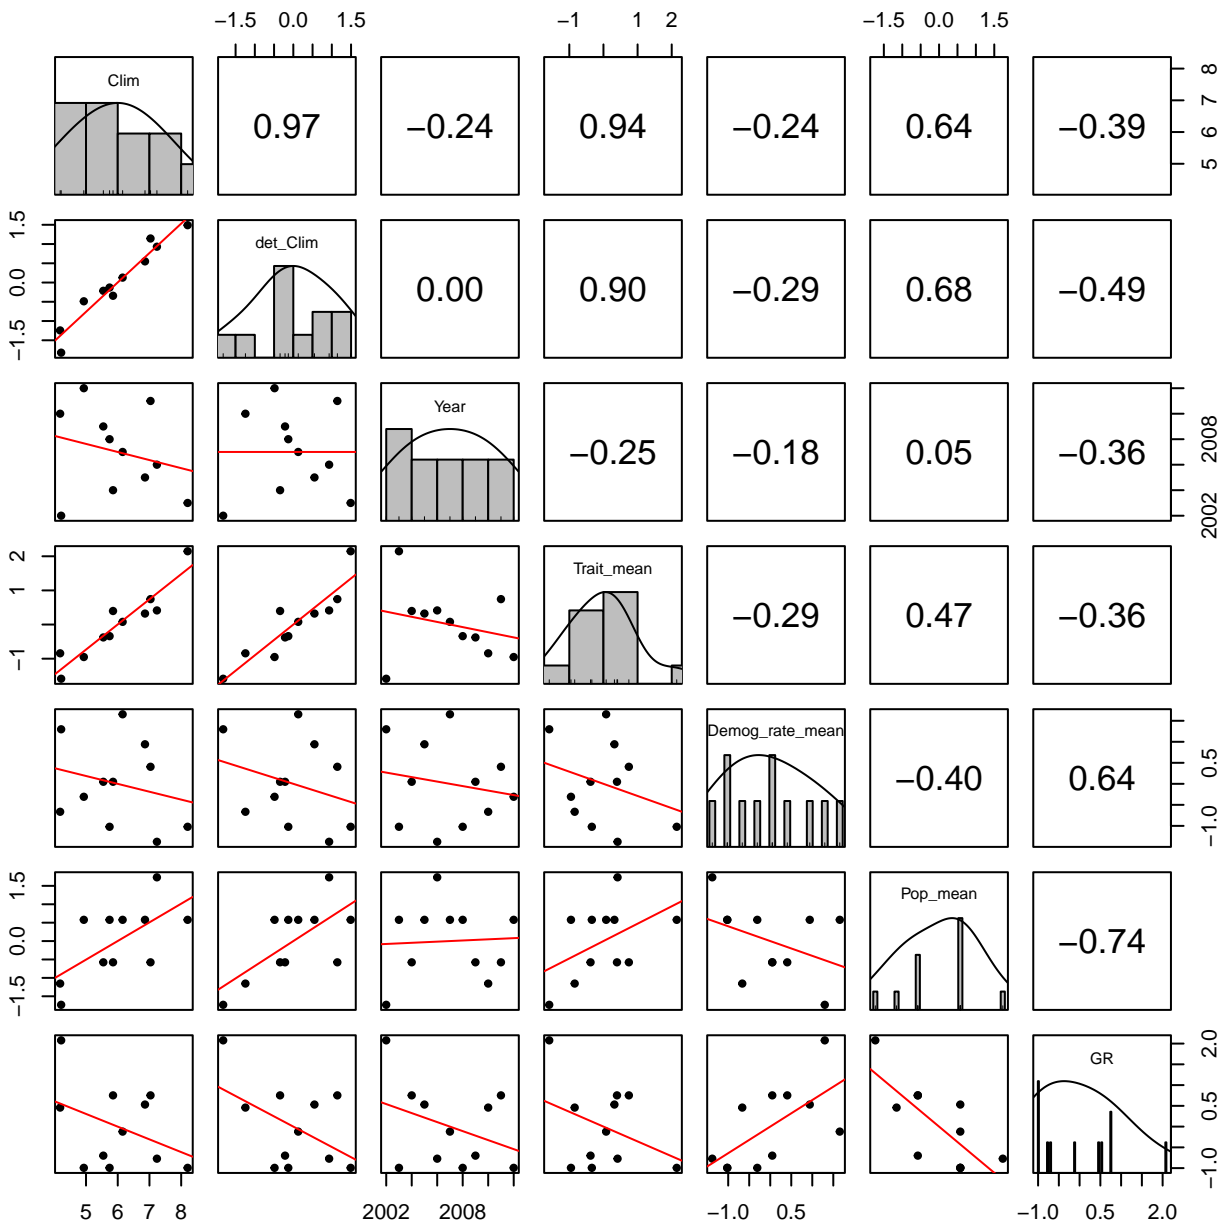 −1.5 0.0 1.5 −1 1 2 −1.5 0.0 1.5
Clim 0.97 −0.24 0.94 −0.24 0.64 −0.39 5 6 7 8
−1.5 0.0 1.5 det_Clim 0.00 0.90 −0.29 0.68 −0.49
Year −0.25 −0.18 0.05 −0.36 2002 2008
−1 1 2 Trait_mean −0.29 0.47 −0.36
Demog_rate_mean −0.40 0.64 −1.0 0.5
−1.5 0.0 1.5 Pop_mean −0.74
GR −1.0 0.5 2.0
5 6 7 8 2002 2008 −1.0 0.5 −1.0 0.5 2.0